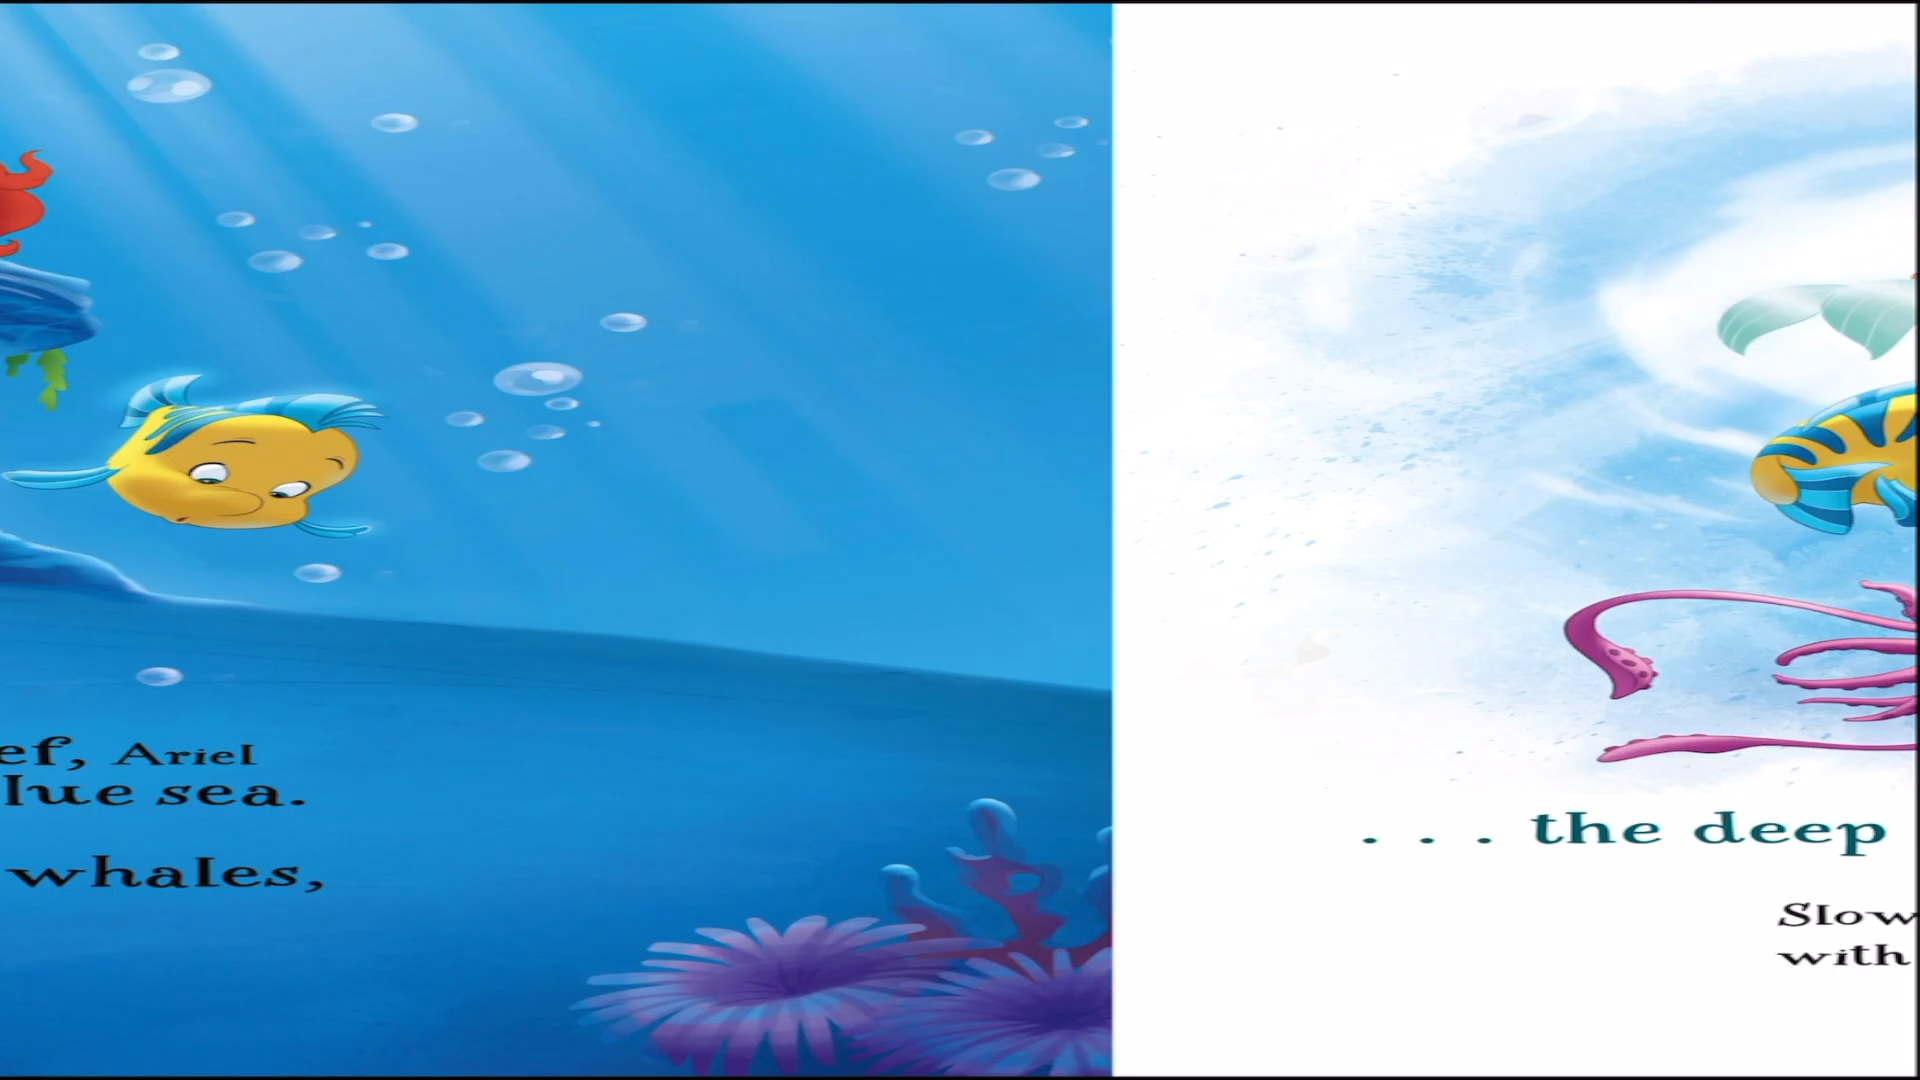 ef, Ariel
lue sea.
whales,
. . . the deep
Slow
with